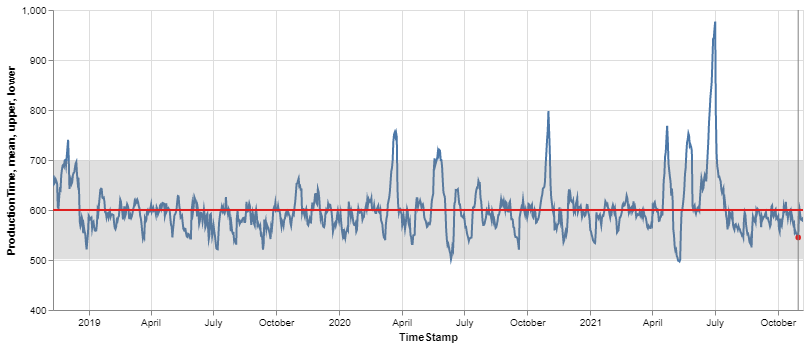 1,000
900
800
700
600
500
400
ProductionTime, mean, upper, lower
2019 April July October 2020 April July October 2021 April July October
TimeStamp